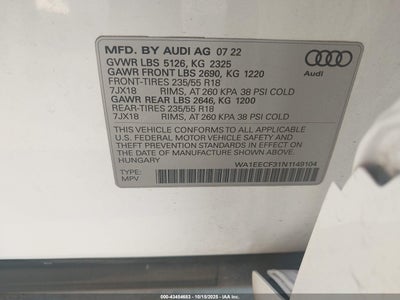 MFD. BY AUDI AG 07 22
GVWR LBS 5126, KG 2325
GAWR FRONT LBS 2690, KG 1220
FRONT-TIRES 235/55 R18
7JX18 RIMS, AT 260 KPA 38 PSI COLD
GAWR REAR LBS 2646, KG 1200
REAR-TIRES 235/55 R18
7JX18 RIMS, AT 260 KPA 38 PSI COLD
Audi
THIS VEHICLE CONFORMS TO ALL APPLICABLE
U.S. FEDERAL MOTOR VEHICLE SAFETY AND
THEFT PREVENTION STANDARDS IN EFFECT ON THE
DATE OF MANUFACTURE SHOWN ABOVE.
HUNGARY WA1EECF31N1149104
TYPE:
MPV
000-43454683 - 10/15/2025 - IAAI.COM